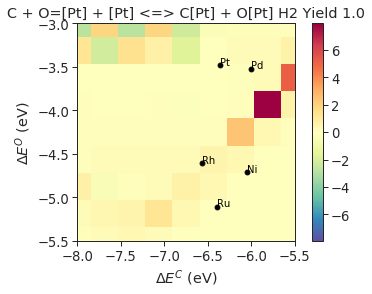 C + O=[Pt] + [Pt] <=> C[Pt] + O[Pt] H2 Yield 1.0
ΔE^O (eV)
−3.0
−3.5
−4.0
−4.5
−5.0
−5.5
Pt
Pd
Rh
Ni
Ru
−8.0 −7.5 −7.0 −6.5 −6.0 −5.5
ΔE^C (eV)
8
6
4
2
0
−2
−4
−6